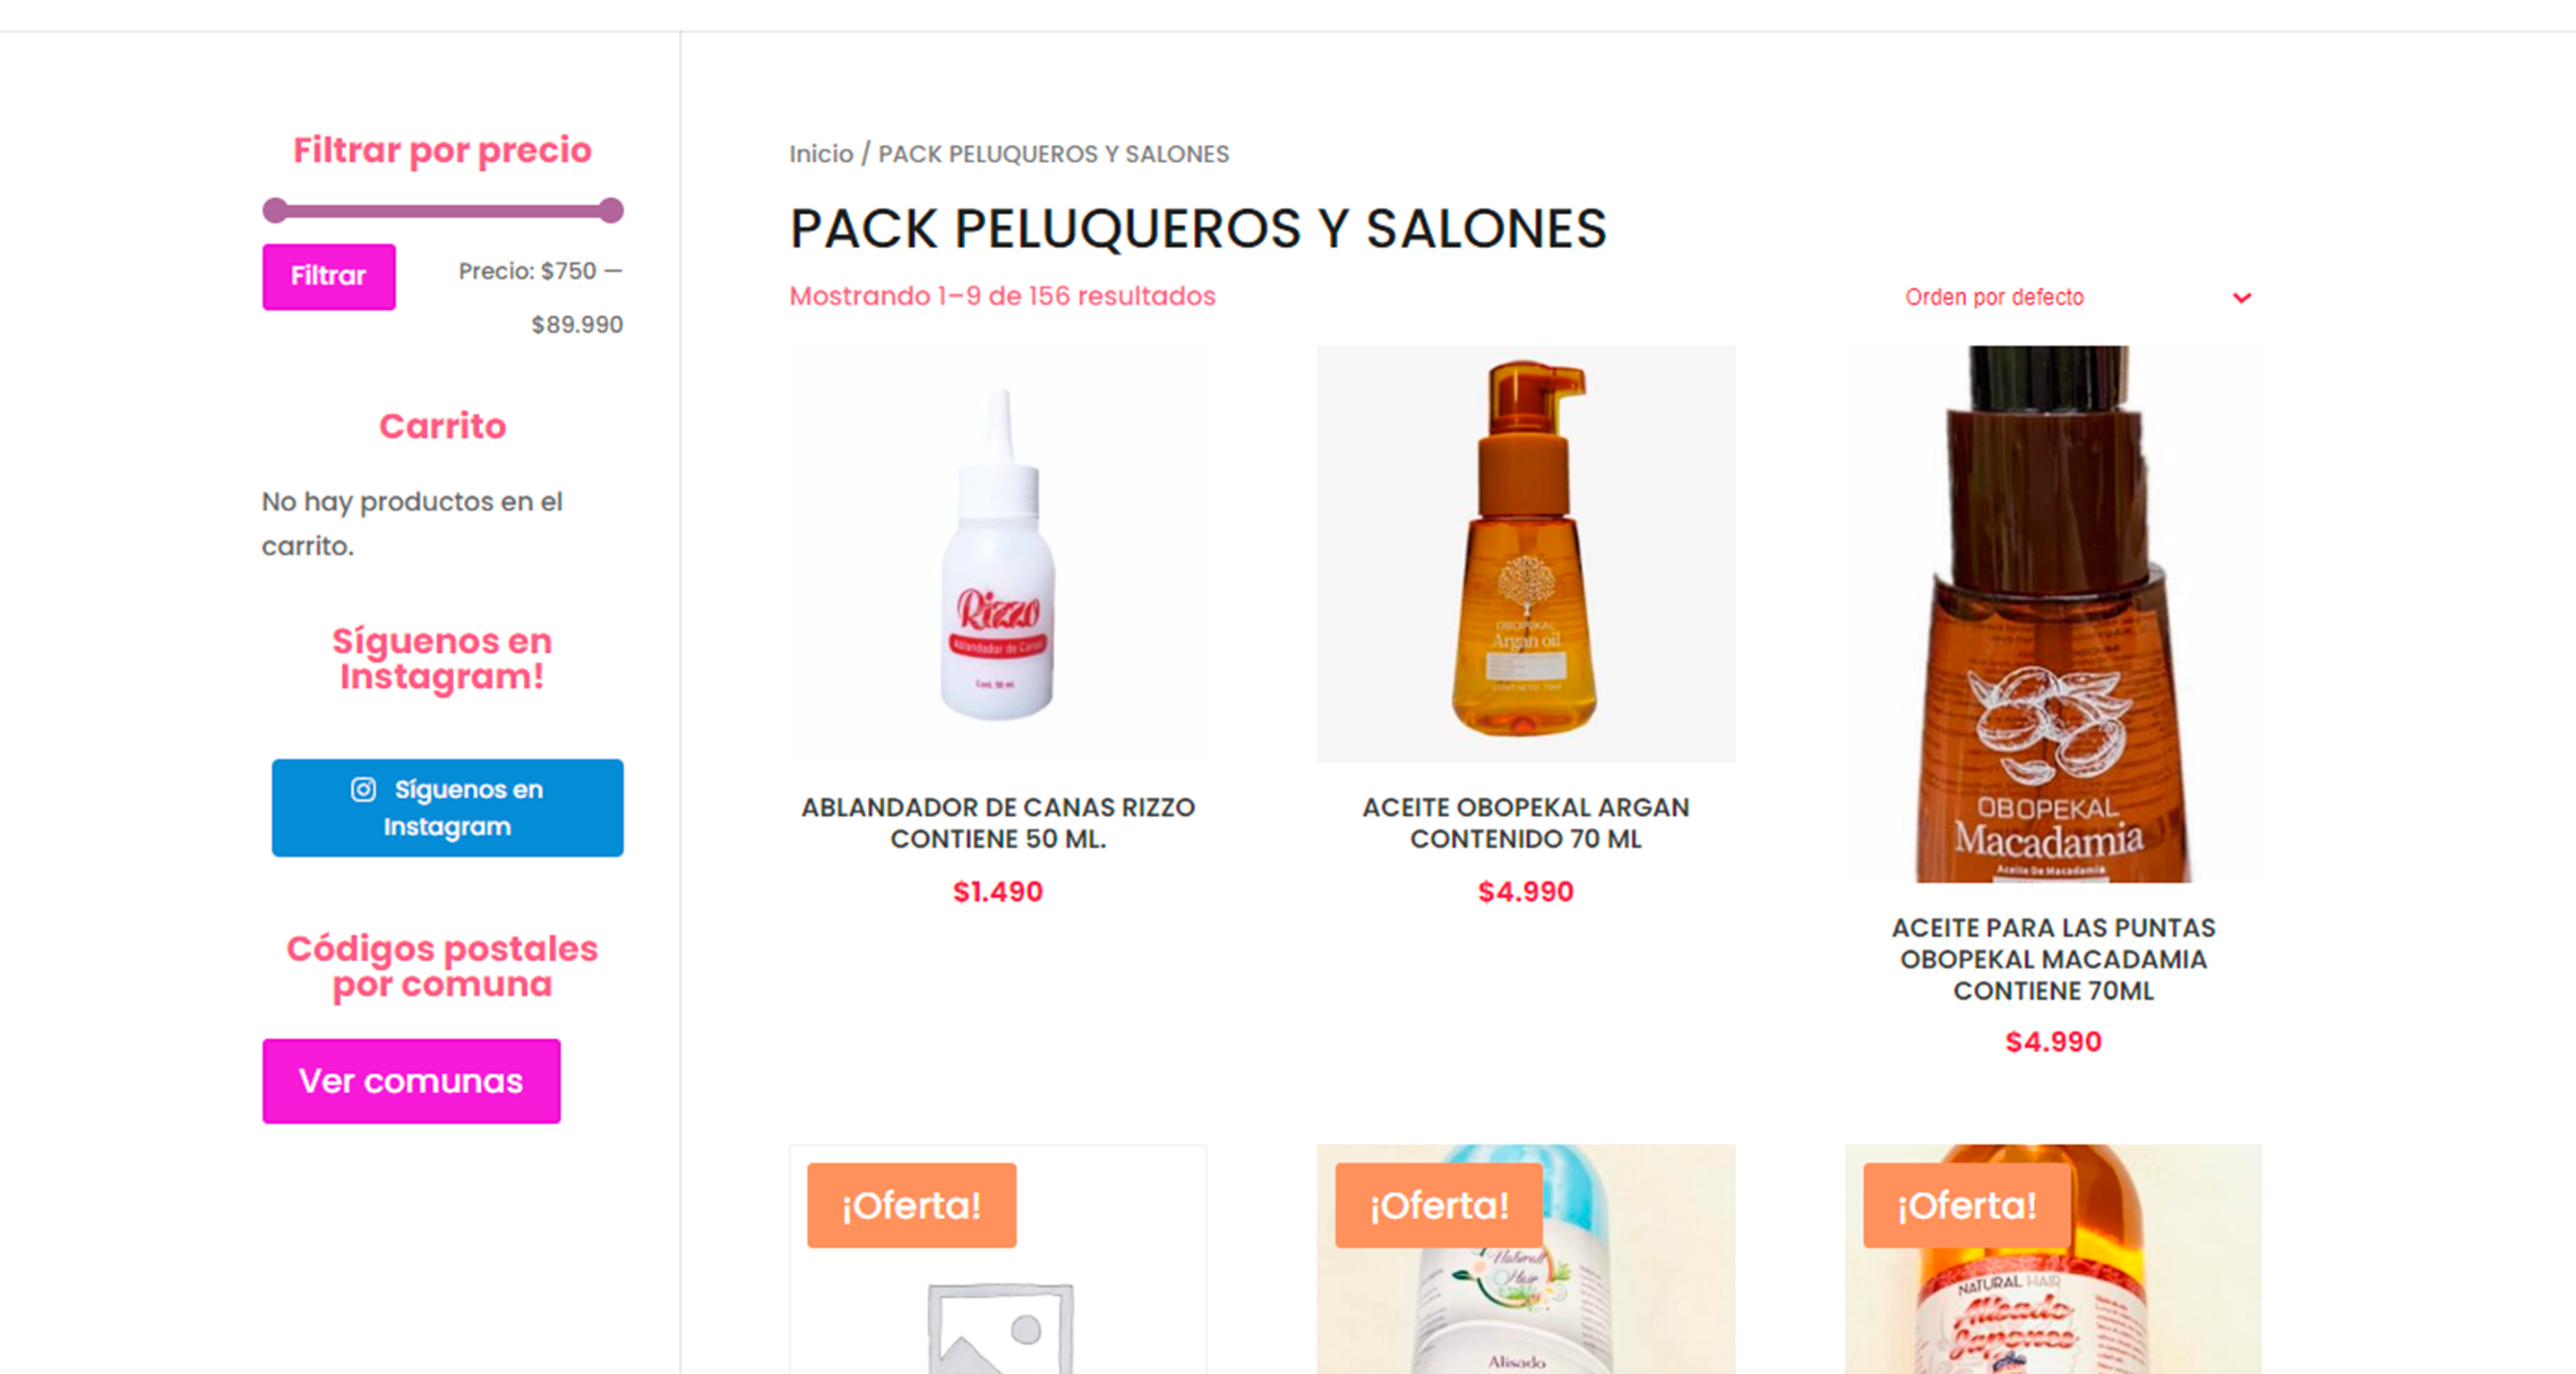 Filtrar por precio
Filtrar
Precio: $750 —
$89.990
Carrito
No hay productos en el
carrito.
Síguenos en
Instagram!
Síguenos en
Instagram
Códigos postales
por comuna
Ver comunas
Inicio / PACK PELUQUEROS Y SALONES
PACK PELUQUEROS Y SALONES
Mostrando 1–9 de 156 resultados
Orden por defecto
Rizzo
Ablandador de Canas
Cont. 50 ml.
ABLANDADOR DE CANAS RIZZO
CONTIENE 50 ML.
$1.490
OBOPEKAL
Argan oil
ACEITE OBOPEKAL ARGAN
CONTENIDO 70 ML
$4.990
OBOPEKAL
Macadamia
Aceite De Macadamia
ACEITE PARA LAS PUNTAS
OBOPEKAL MACADAMIA
CONTIENE 70ML
$4.990
¡Oferta!
¡Oferta!
Naturall
Hair
Alisado
¡Oferta!
NATURAL HAIR
Alisado
Japones